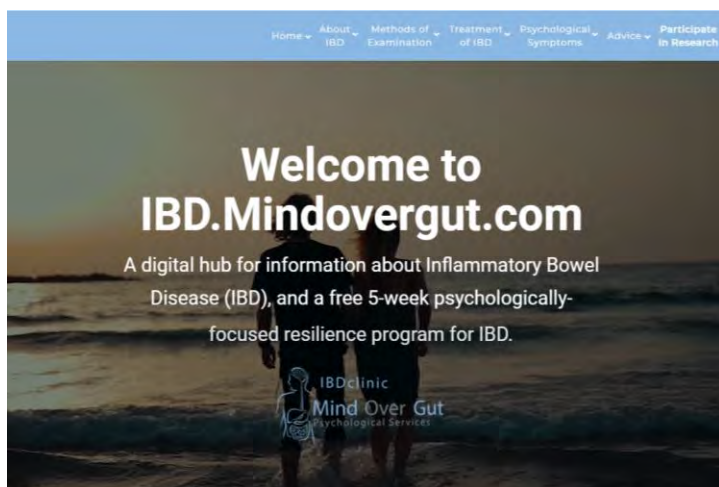 Home
About IBD
Methods of Examination
Treatment of IBD
Psychological Symptoms
Advice
Participate in Research
Welcome to
IBD.Mindovergut.com
A digital hub for information about Inflammatory Bowel
Disease (IBD), and a free 5-week psychologically-
focused resilience program for IBD.
IBDclinic
Mind Over Gut
Psychological Services